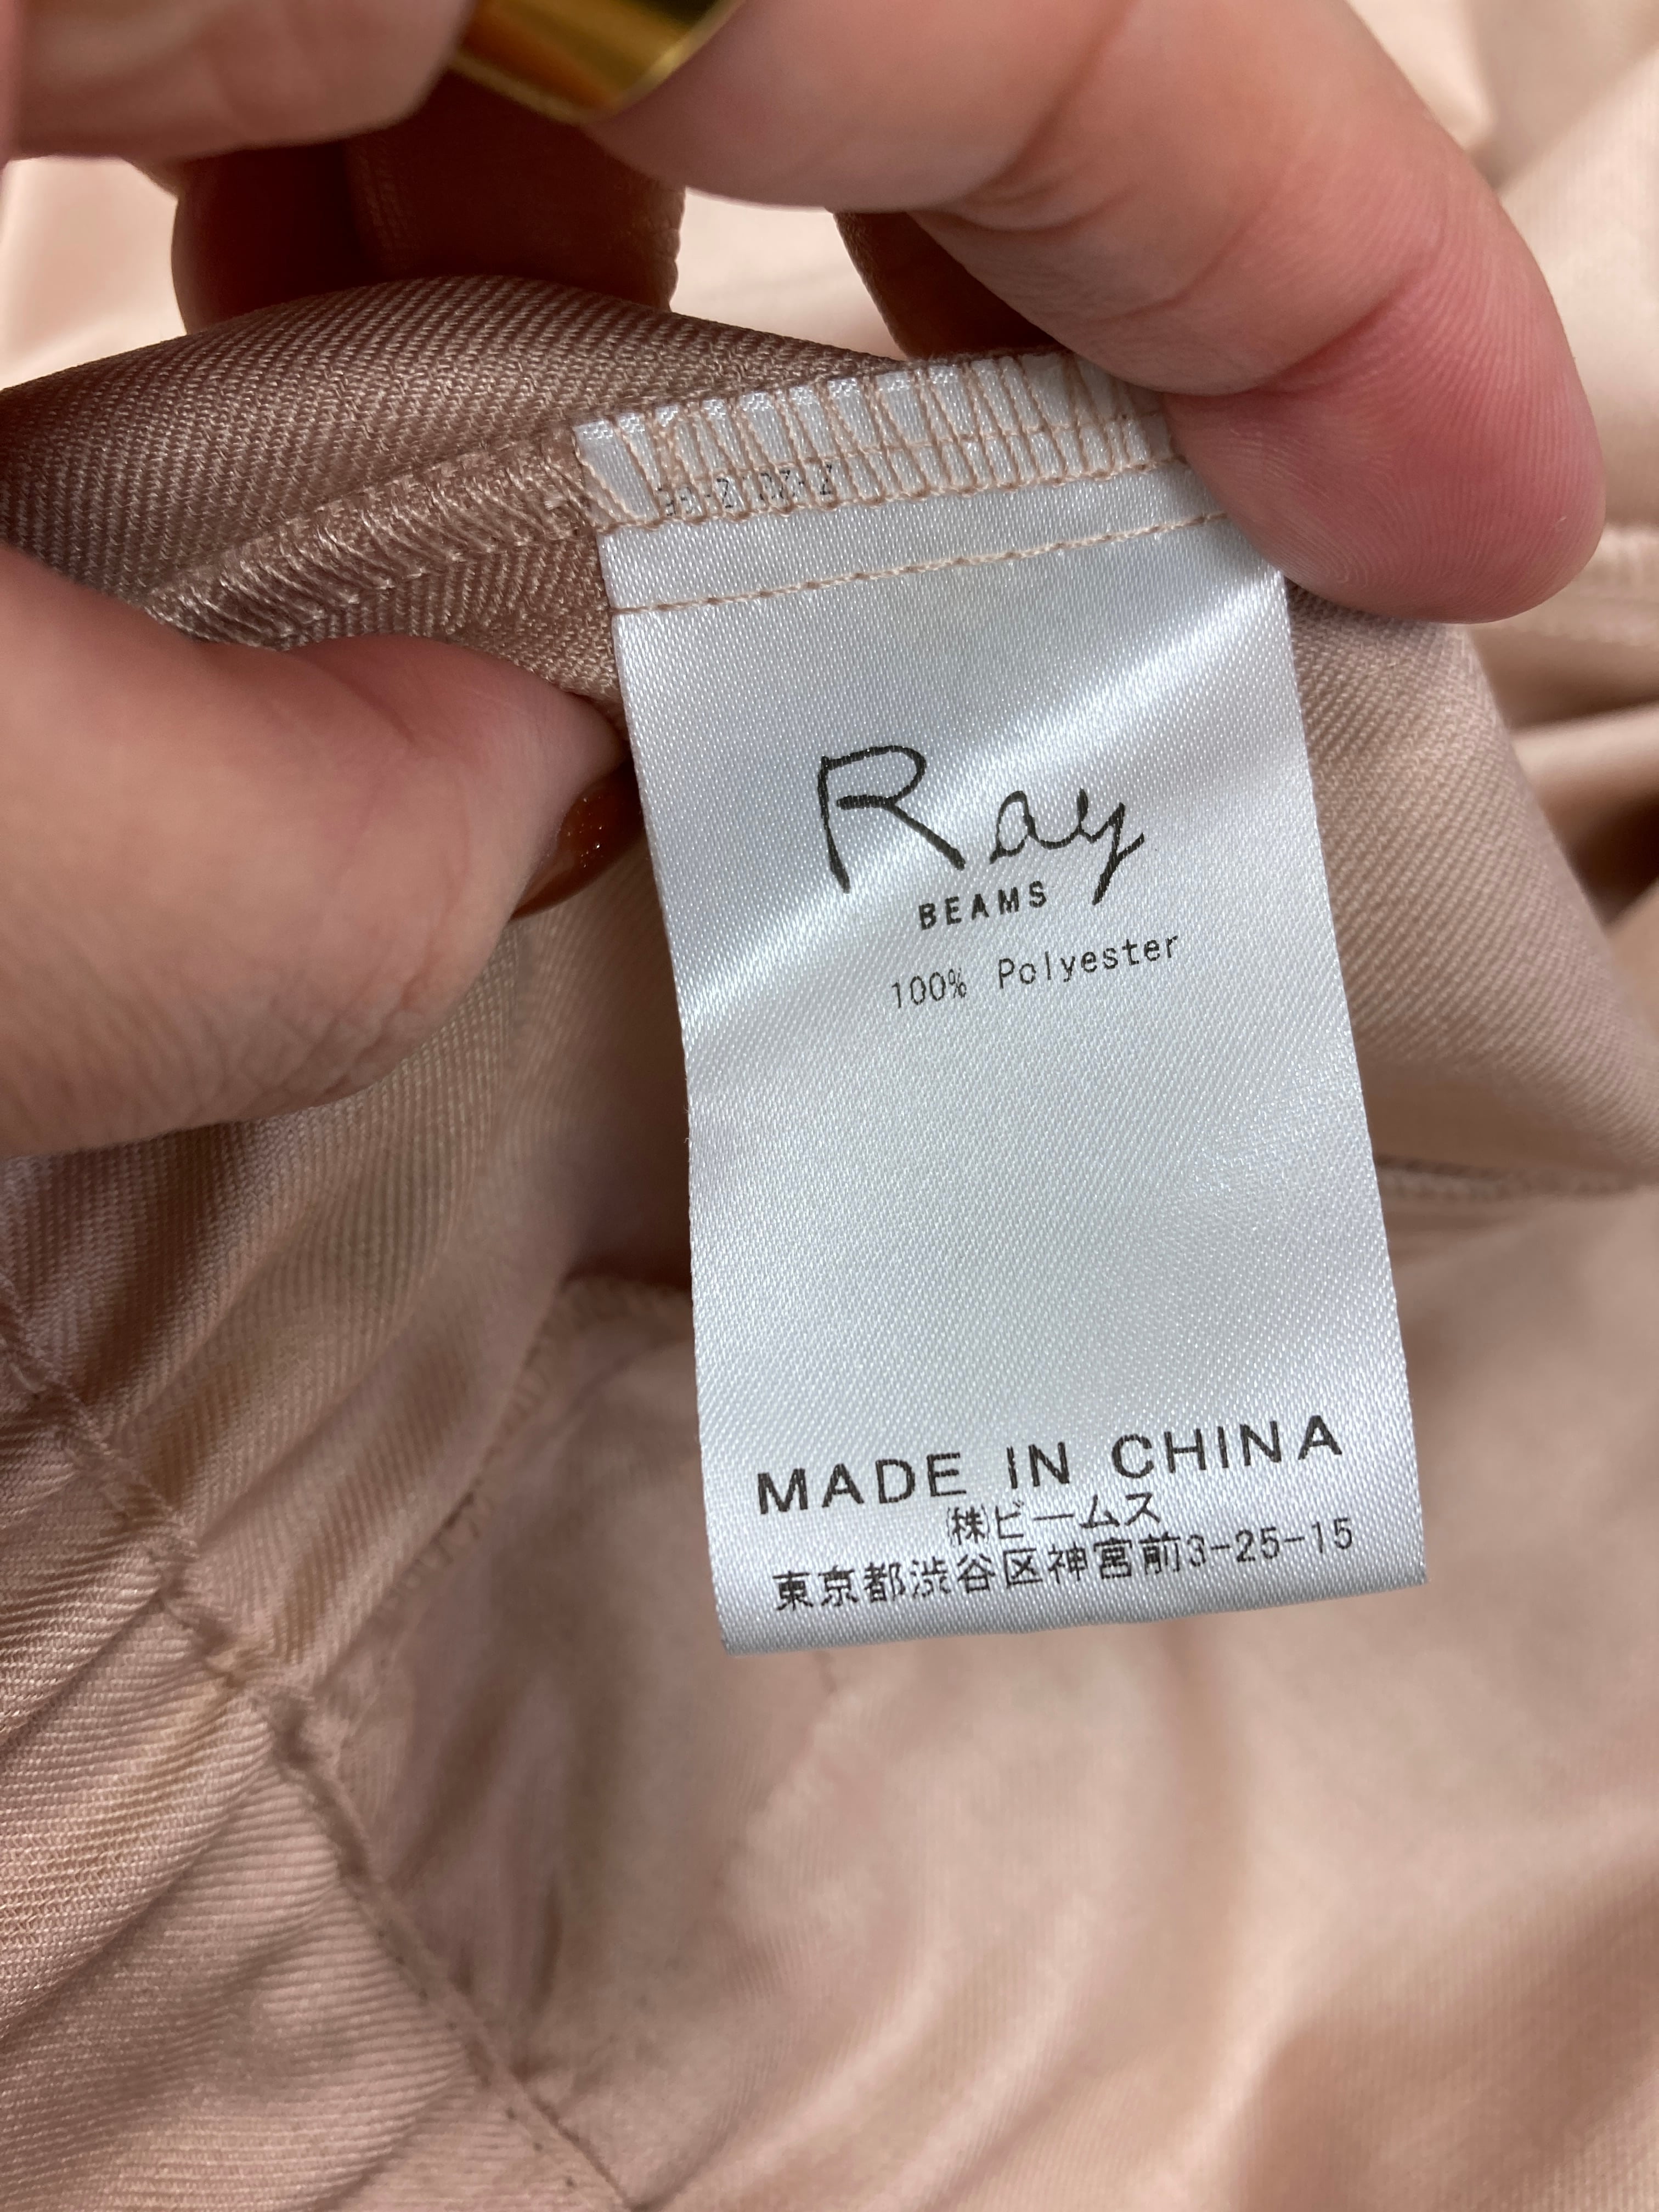 Ray
BEAMS
100% Polyester
MADE IN CHINA
㈱ビームス
東京都渋谷区神宮前3-25-15